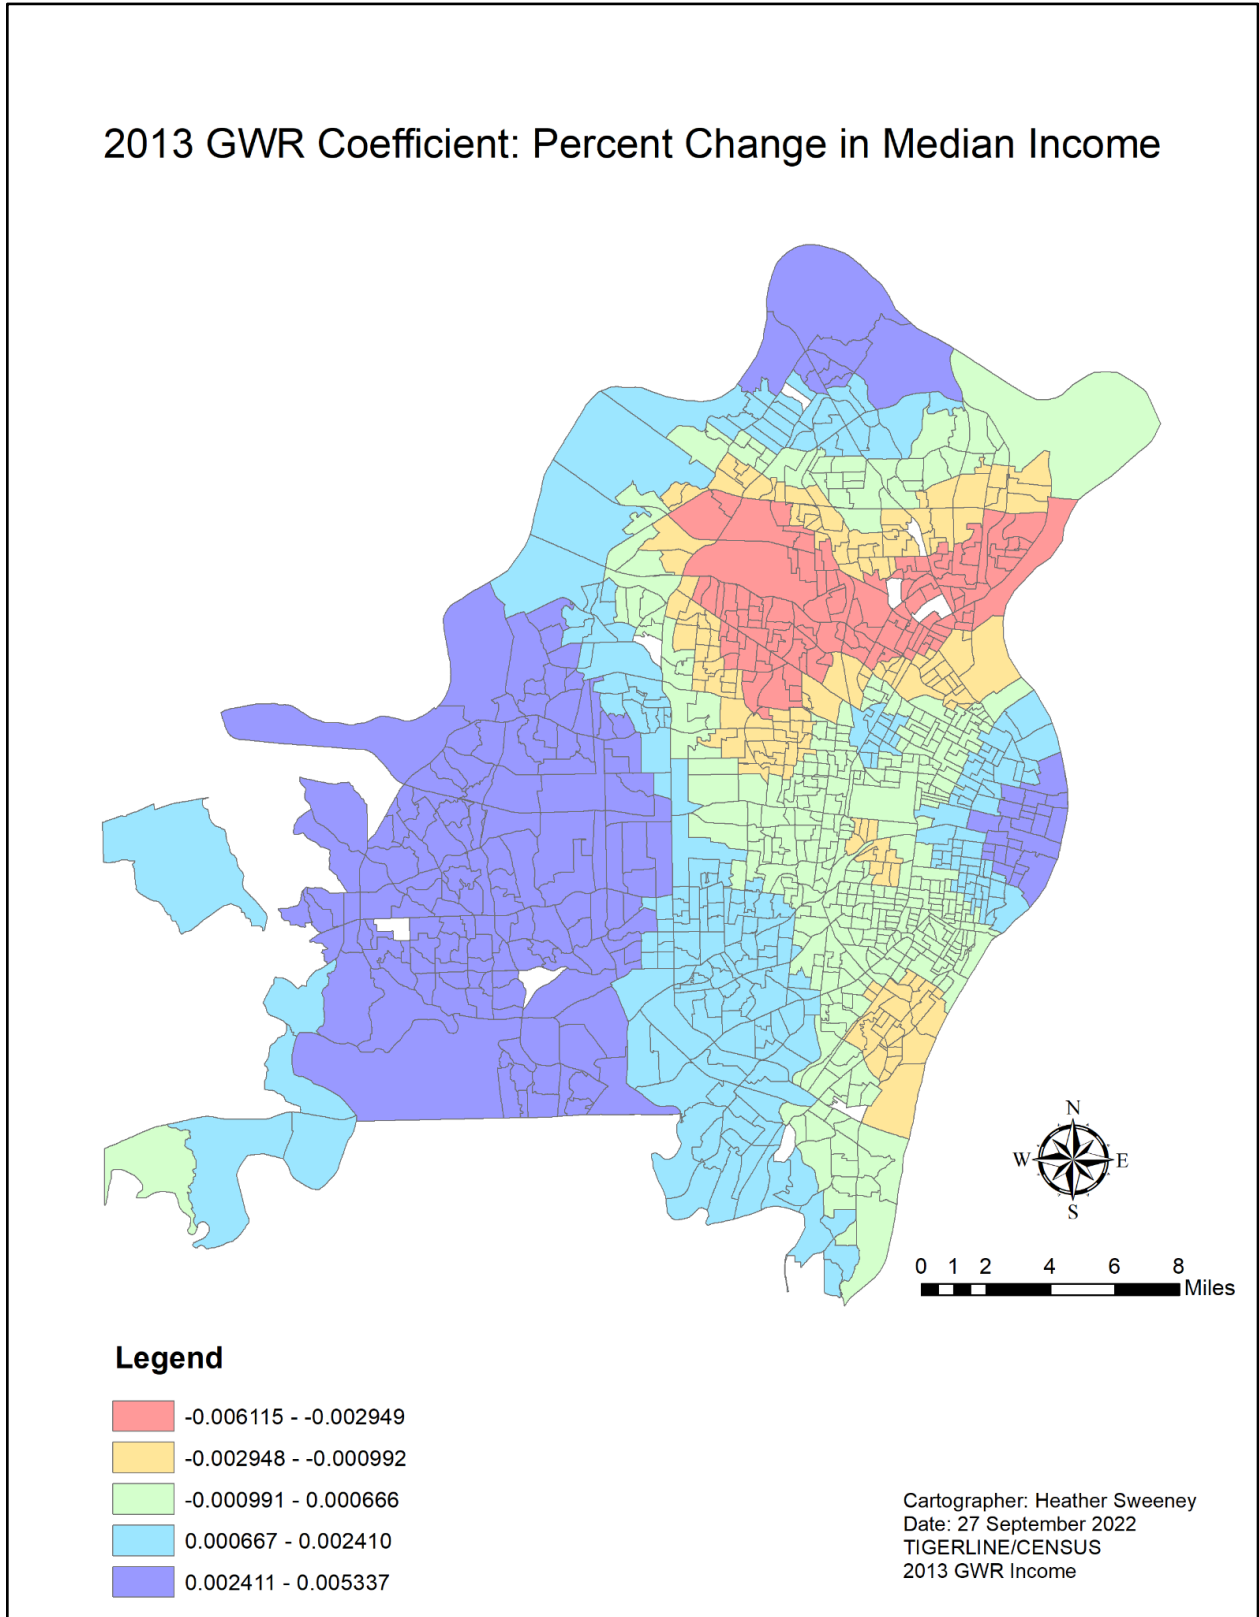 2013 GWR Coefficient: Percent Change in Median Income
N
W E
S
0 1 2 4 6 8
Miles
Legend
-0.006115 - -0.002949
-0.002948 - -0.000992
-0.000991 - 0.000666
0.000667 - 0.002410
0.002411 - 0.005337
Cartographer: Heather Sweeney
Date: 27 September 2022
TIGERLINE/CENSUS
2013 GWR Income